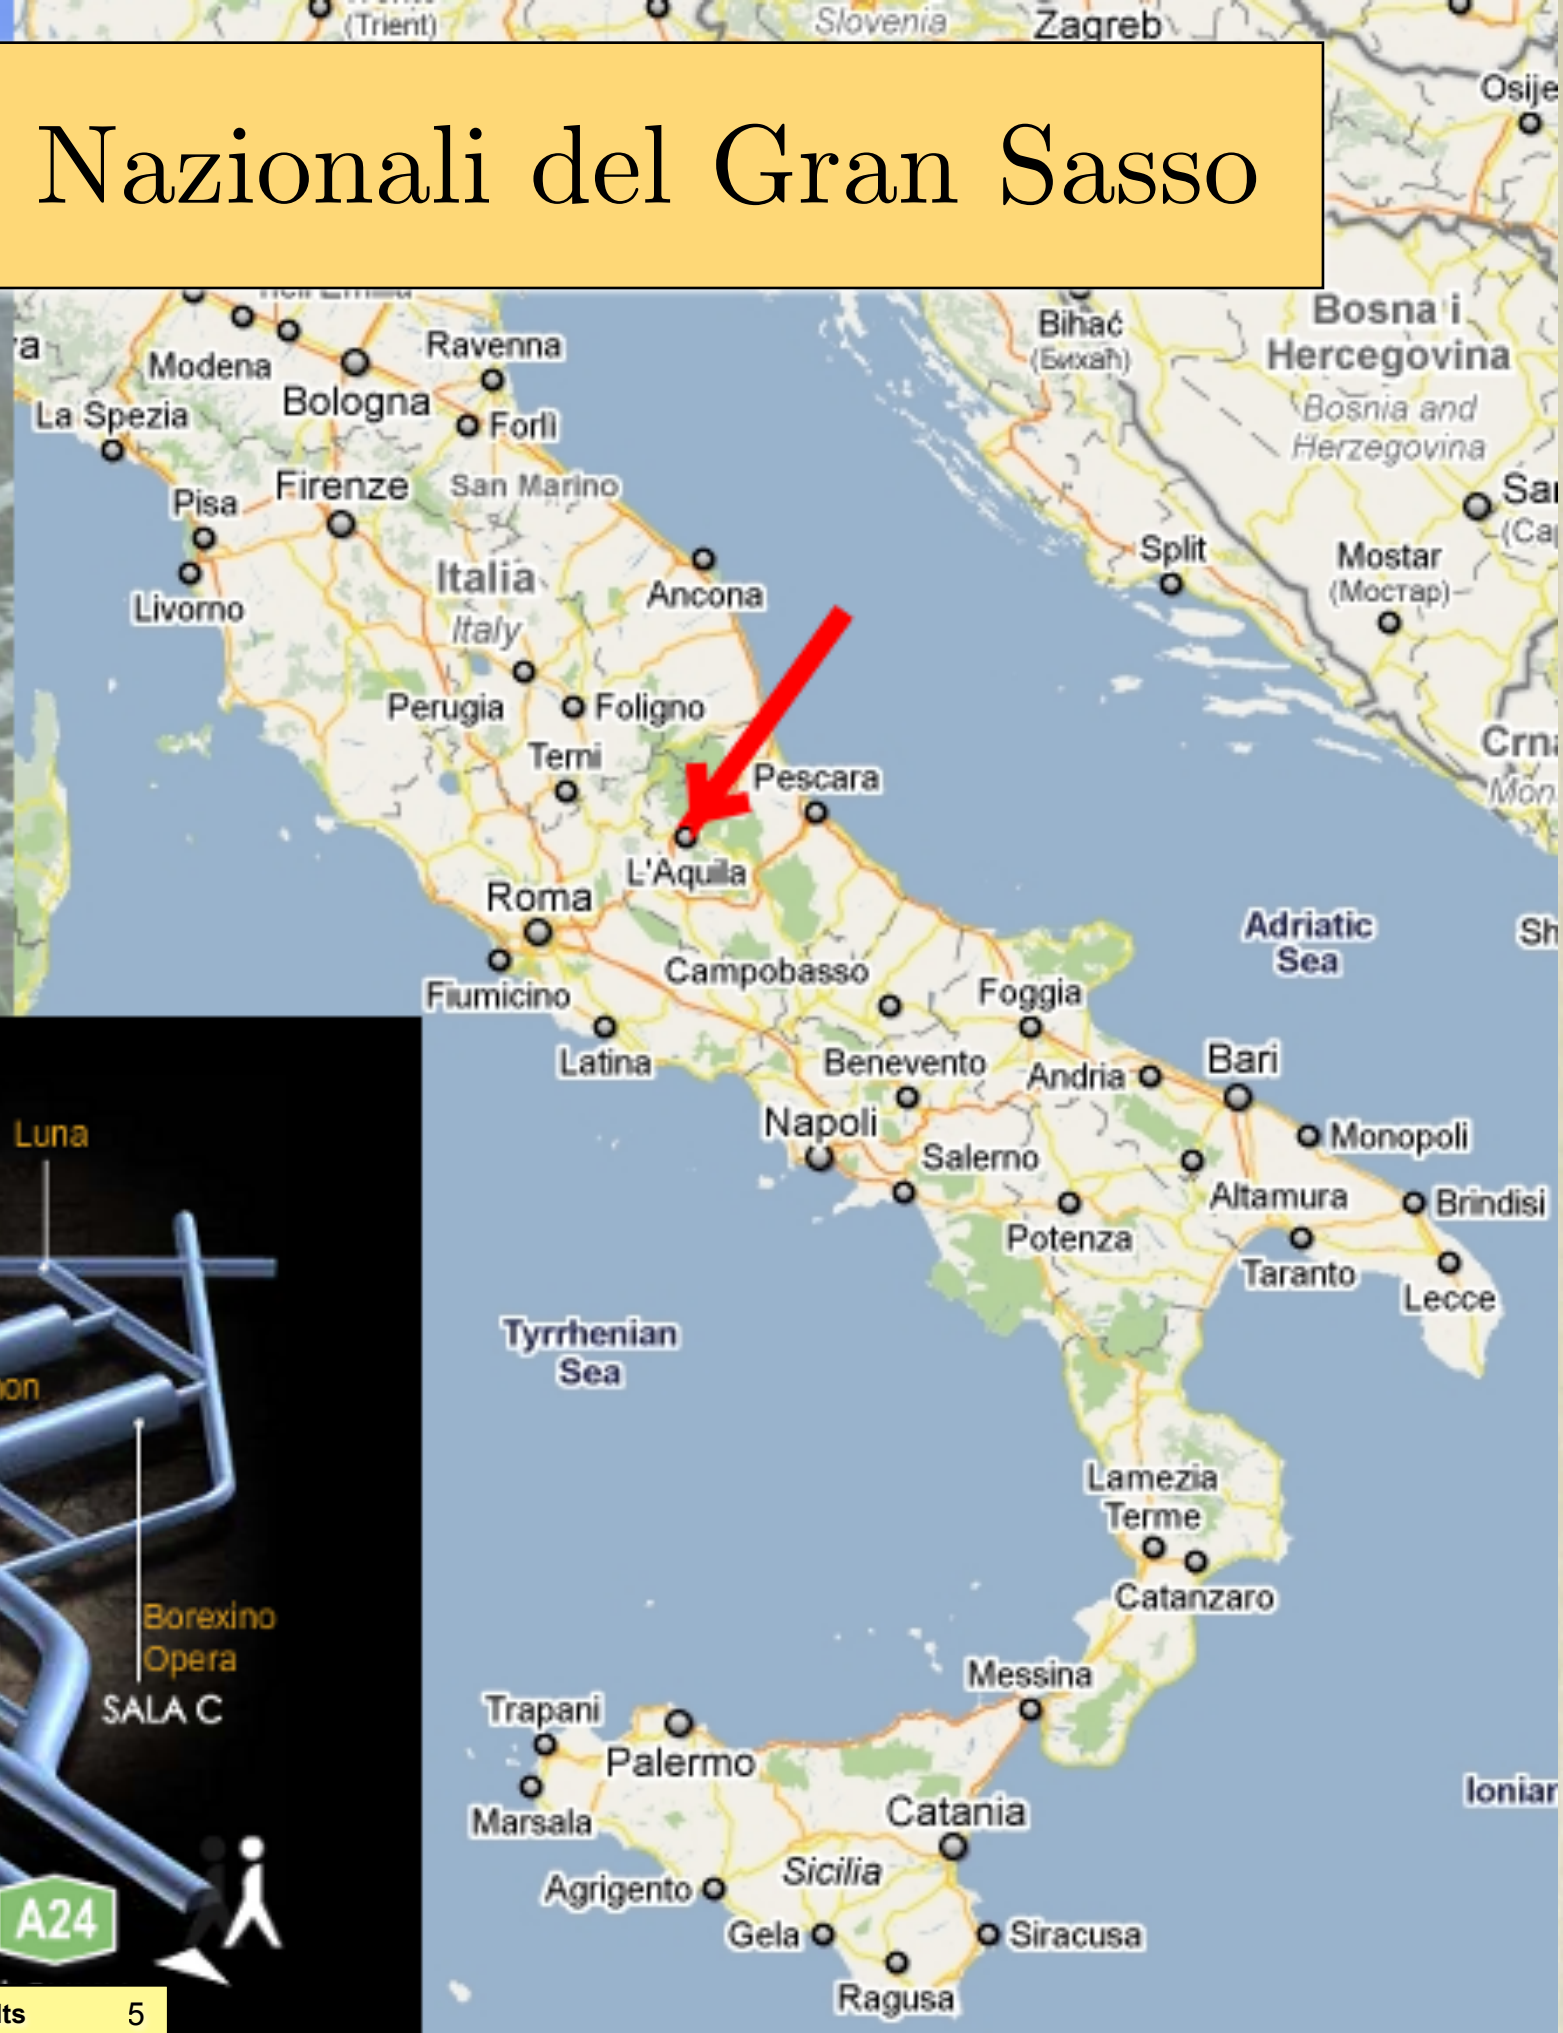 (Trient)
Slovenia
Zagreb
Nazionali del Gran Sasso
Bihać
(Бихаћ)
Bosna i
Hercegovina
Bosnia and
Herzegovina
Modena
Ravenna
Bologna
La Spezia
Forlì
Firenze
San Marino
Pisa
Split
Mostar
(Мостар)
Italia
Italy
Ancona
Livorno
Perugia
Foligno
Terni
Pescara
L'Aquila
Roma
Adriatic
Sea
Campobasso
Fiumicino
Foggia
Latina
Benevento
Andria
Bari
Napoli
Monopoli
Salerno
Altamura
Brindisi
Potenza
Taranto
Lecce
Luna
Tyrrhenian
Sea
Lamezia
Terme
Catanzaro
Borexino
Opera
SALA C
Messina
Trapani
Palermo
Marsala
Catania
Sicilia
Agrigento
Gela
Siracusa
Ragusa
A24
5